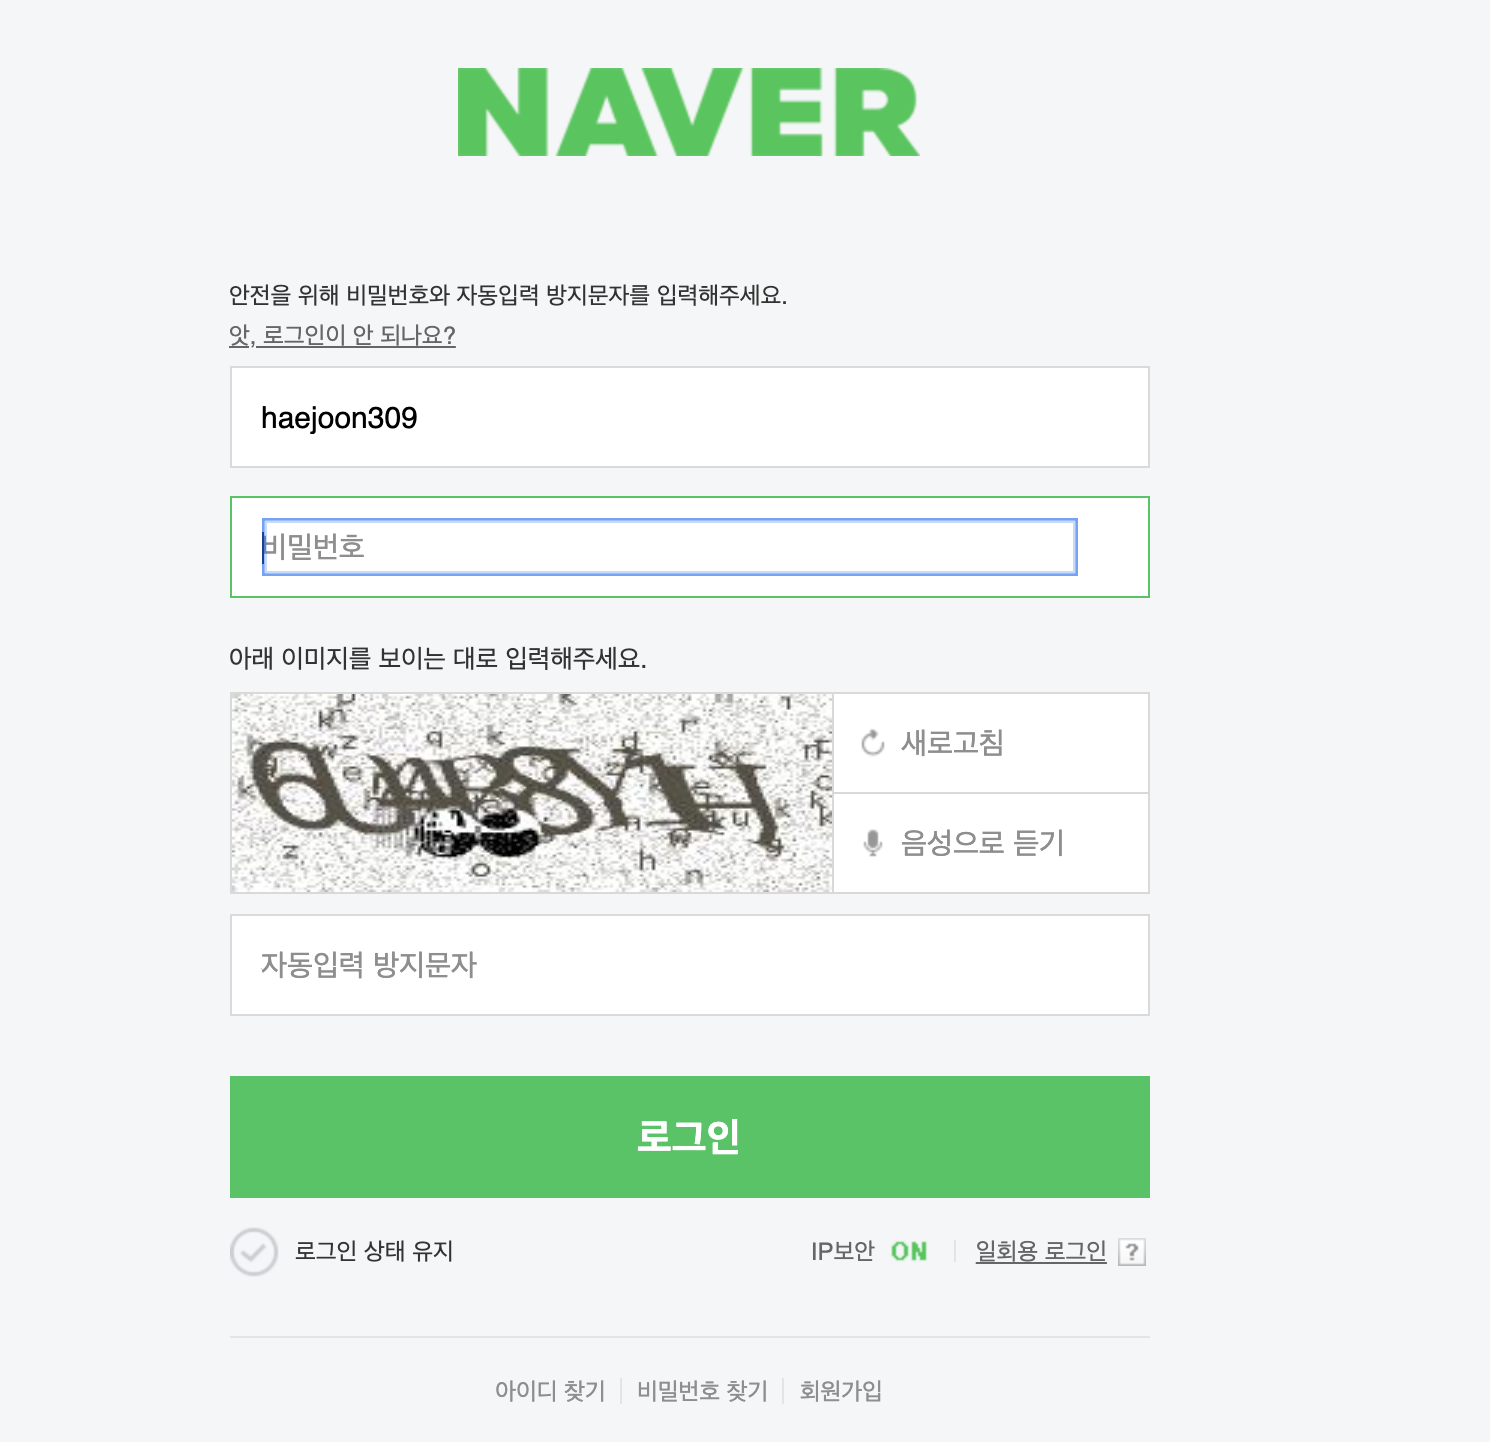 NAVER
안전을 위해 비밀번호와 자동입력 방지문자를 입력해주세요.
앗, 로그인이 안 되나요?
haejoon309
비밀번호
아래 이미지를 보이는 대로 입력해주세요.
새로고침
음성으로 듣기
자동입력 방지문자
로그인
로그인 상태 유지
IP보안 ON 일회용 로그인 ?
아이디 찾기 비밀번호 찾기 회원가입